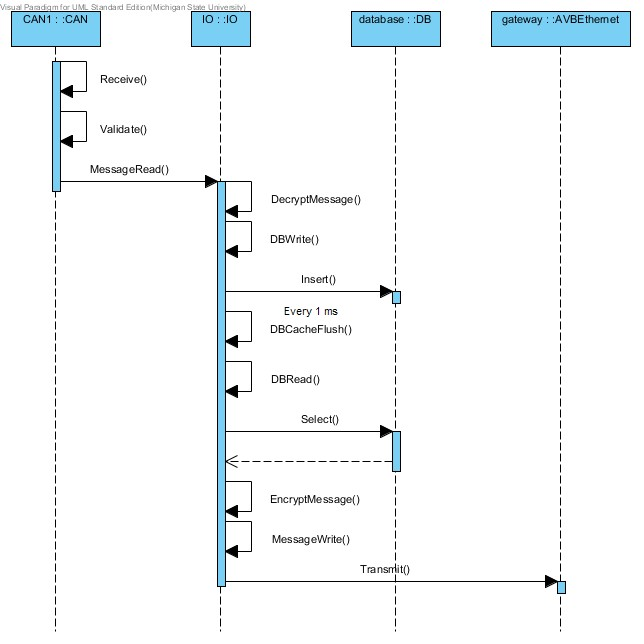 Visual Paradigm for UML Standard Edition(Michigan State University)
CAN1 : :CAN
IO : :IO
database : :DB
gateway : :AVBEthernet
Receive()
Validate()
MessageRead()
DecryptMessage()
DBWrite()
Insert()
Every 1 ms
DBCacheFlush()
DBRead()
Select()
EncryptMessage()
MessageWrite()
Transmit()